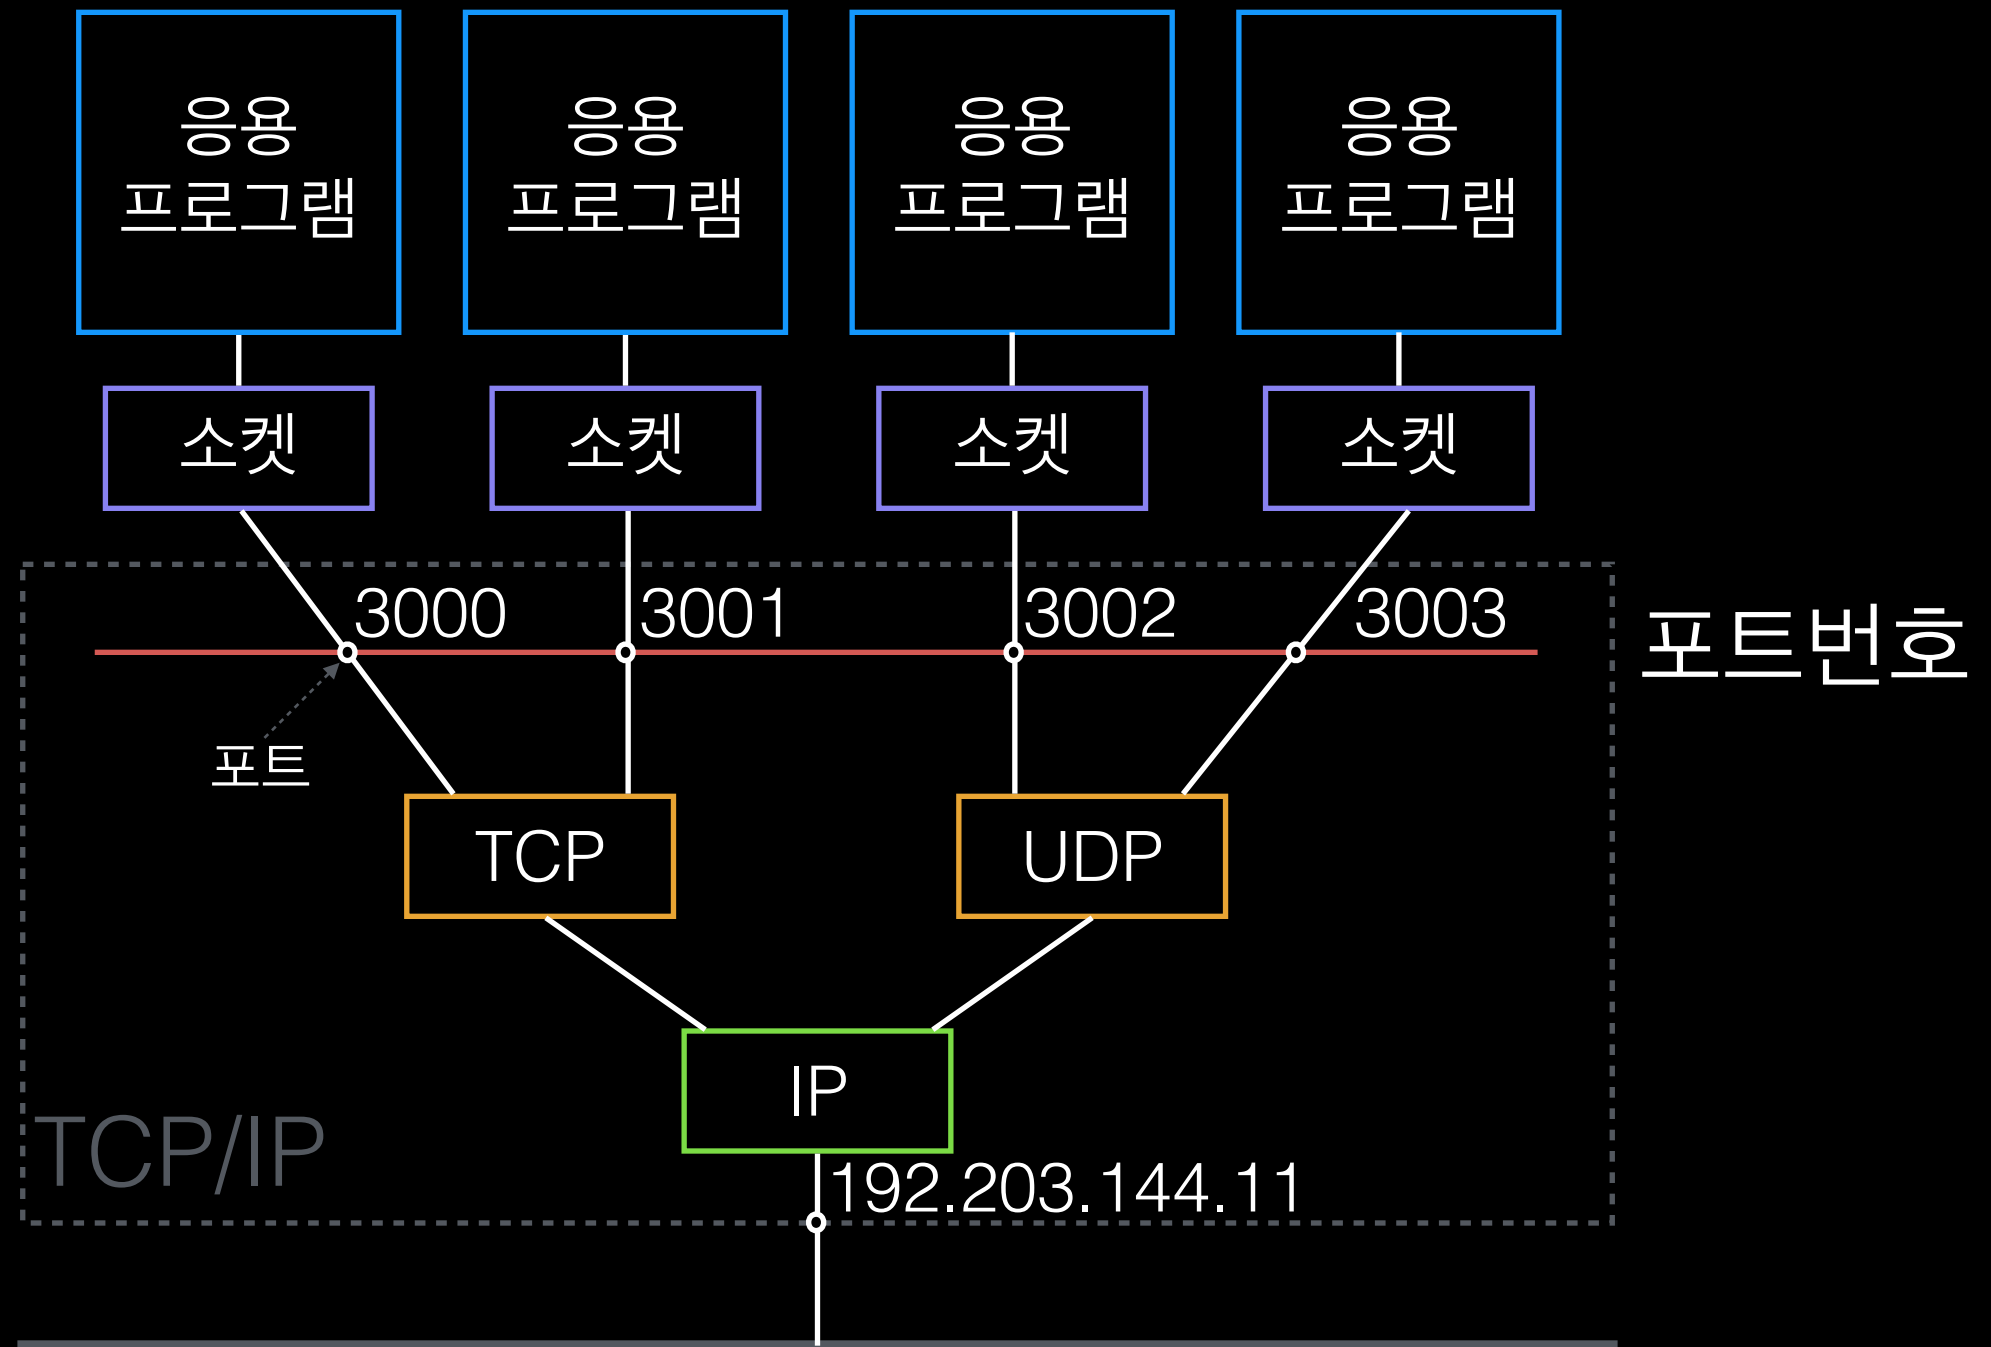 응용
프로그램
응용
프로그램
응용
프로그램
응용
프로그램
소켓
소켓
소켓
소켓
3000
3001
3002
3003
포트번호
포트
TCP
UDP
IP
TCP/IP
192.203.144.11